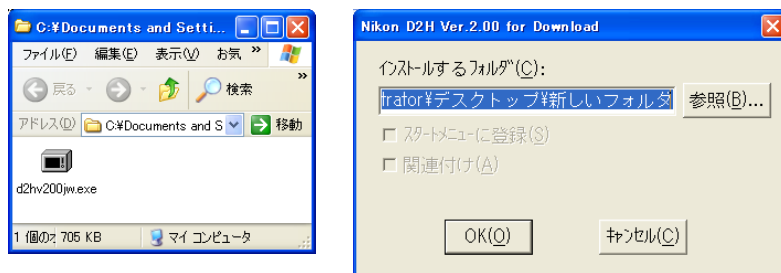 C:¥Documents and Setti...
ファイル(F) 編集(E) 表示(V) お気 »
戻る 検索 »
アドレス(D) C:¥Documents and S 移動
d2hv200jw.exe
1 個のオ 705 KB マイ コンピュータ
Nikon D2H Ver.2.00 for Download
インストールするフォルダ(C):
trator¥デスクトップ¥新しいフォルダ 参照(B)...
スタートメニューに登録(S)
関連付け(A)
OK(O) キャンセル(C)